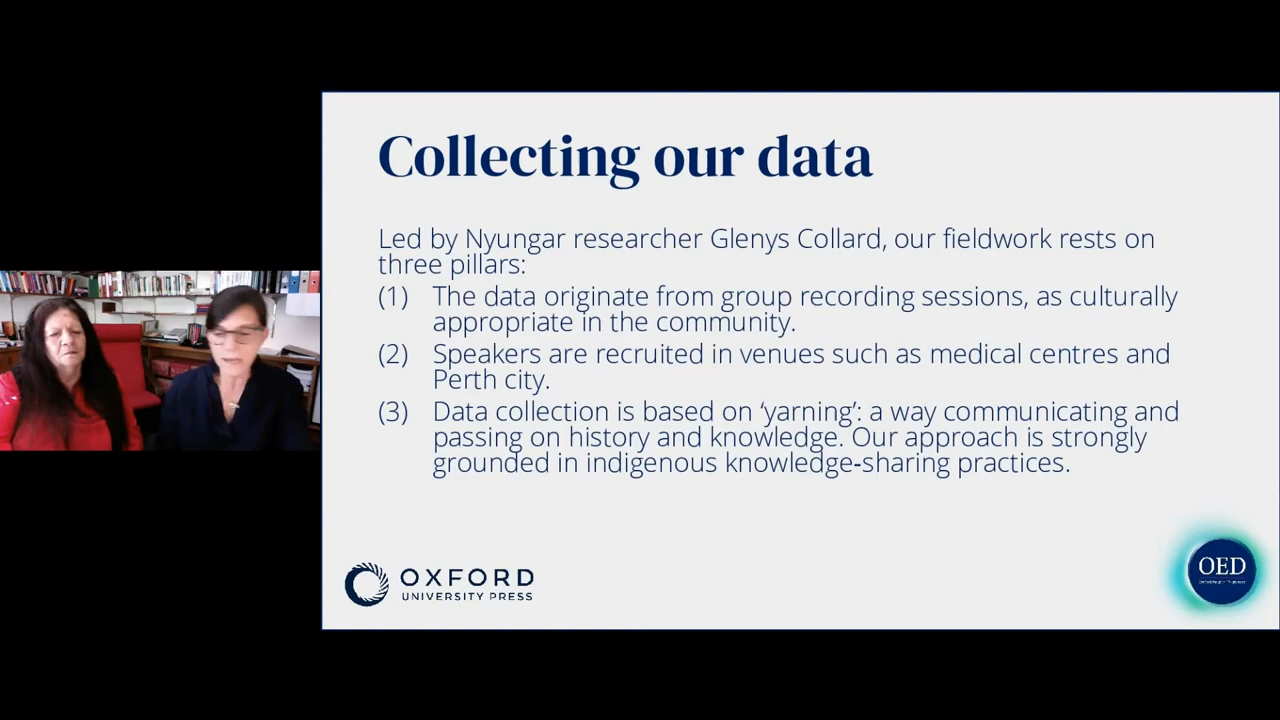 Collecting our data
Led by Nyungar researcher Glenys Collard, our fieldwork rests on
three pillars:
(1) The data originate from group recording sessions, as culturally
appropriate in the community.
(2) Speakers are recruited in venues such as medical centres and
Perth city.
(3) Data collection is based on ‘yarning’: a way communicating and
passing on history and knowledge. Our approach is strongly
grounded in indigenous knowledge-sharing practices.
OXFORD
UNIVERSITY PRESS
OED